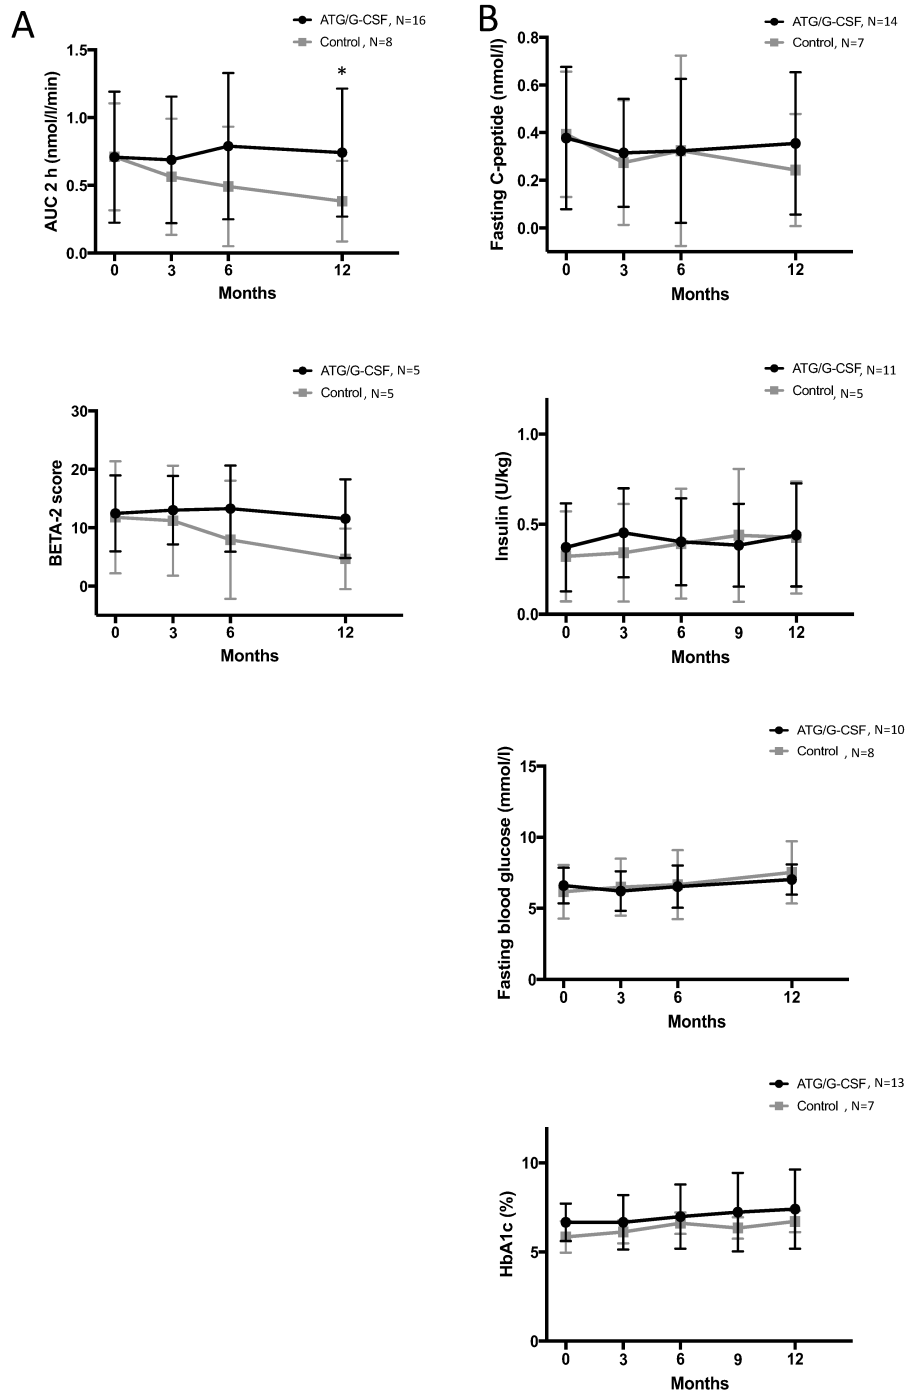 A
ATG/G-CSF, N=16
Control, N=8
AUC 2 h (nmol/l/min)
1.5
1.0
0.5
0.0
*
0 3 6 12
Months
B
ATG/G-CSF, N=14
Control, N=7
Fasting C-peptide (nmol/l)
0.8
0.6
0.4
0.2
0.0
0 3 6 12
Months
ATG/G-CSF, N=5
Control, N=5
BETA-2 score
30
20
10
0
0 3 6 12
Months
ATG/G-CSF, N=11
Control, N=5
Insulin (U/kg)
1.0
0.5
0.0
0 3 6 9 12
Months
ATG/G-CSF, N=10
Control , N=8
Fasting blood glucose (mmol/l)
15
10
5
0
0 3 6 12
Months
ATG/G-CSF, N=13
Control , N=7
HbA1c (%)
10
5
0
0 3 6 9 12
Months